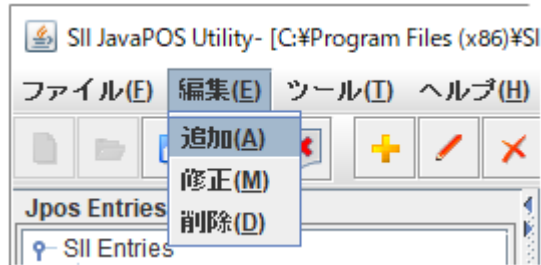 SII JavaPOS Utility- [C:¥Program Files (x86)¥SI
ファイル(F) 編集(E) ツール(T) ヘルプ(H)
追加(A)
修正(M)
削除(D)
Jpos Entries
SII Entries